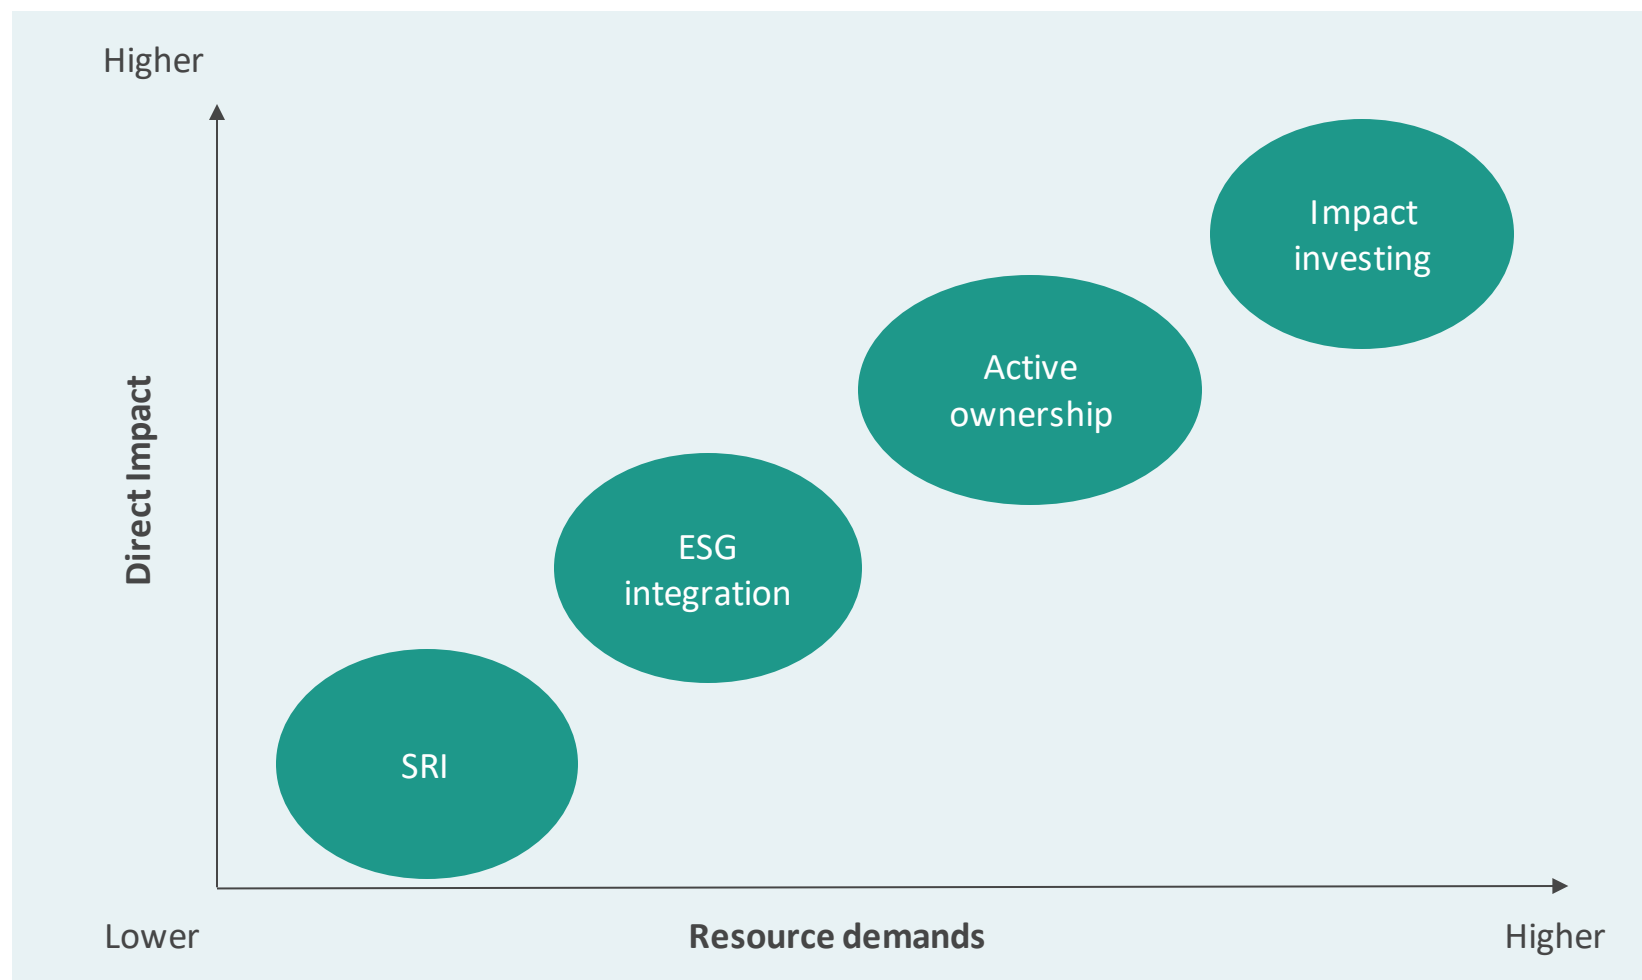 Higher
Impact
investing
Active
ownership
Direct Impact
ESG
integration
SRI
Lower
Resource demands
Higher